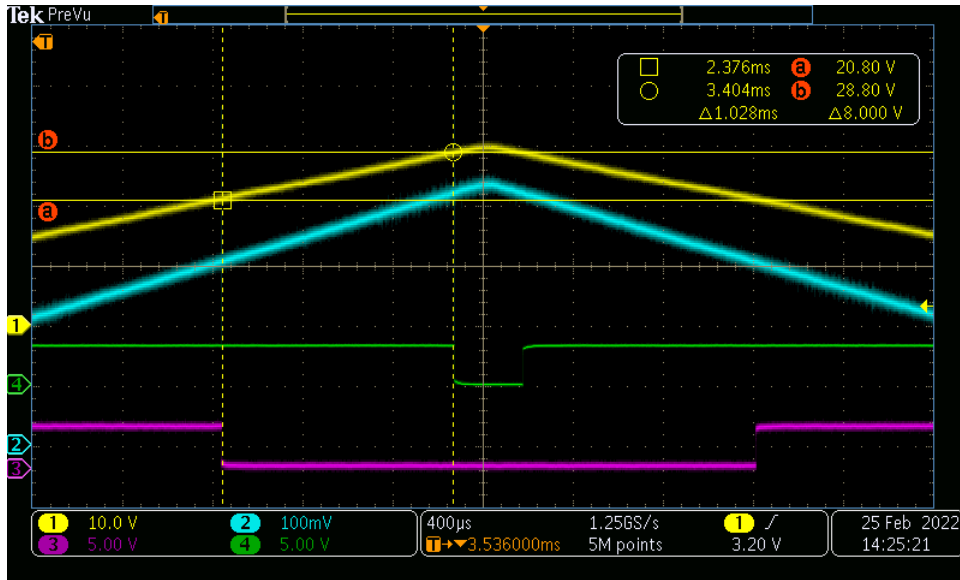 Tek PreVu
T
T
2.376ms a 20.80 V
3.404ms b 28.80 V
△1.028ms △8.000 V
b
a
1
4
2
3
1 10.0 V 2 100mV
3 5.00 V 4 5.00 V
400µs 1.25GS/s 1
T→▼3.536000ms 5M points 3.20 V
25 Feb 2022
14:25:21